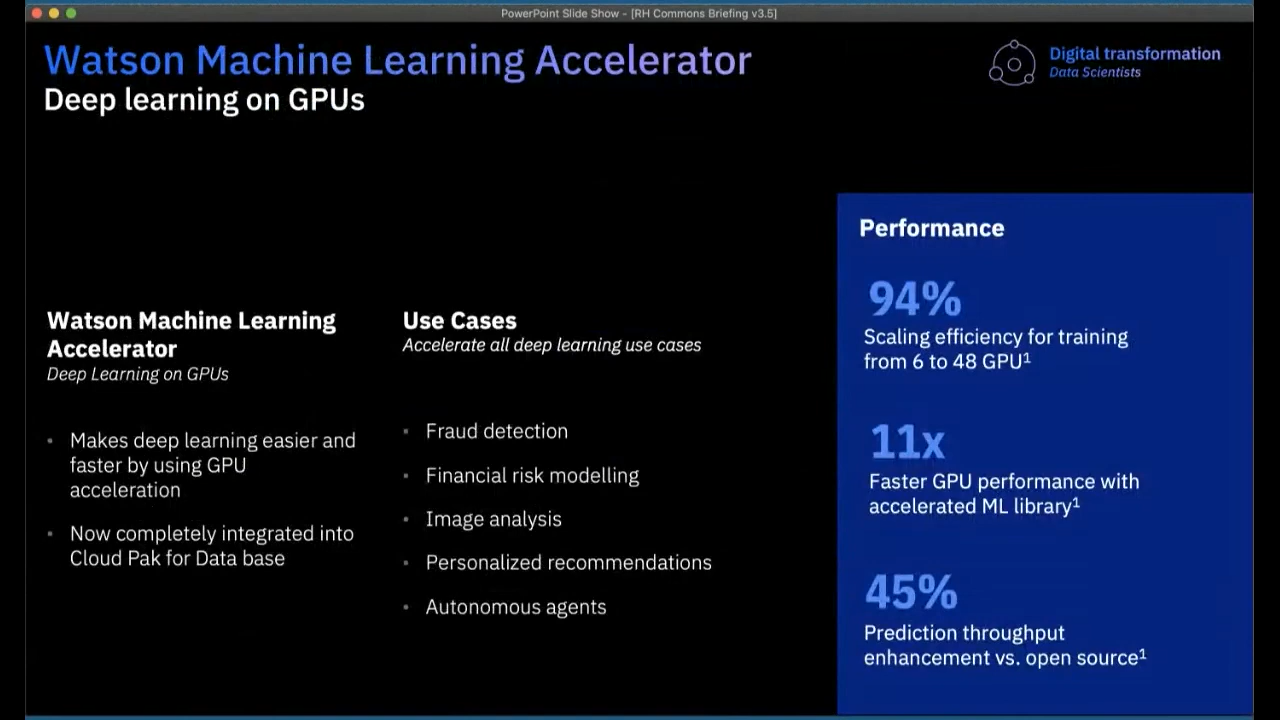 PowerPoint Slide Show - [RH Commons Briefing v3.5]
Watson Machine Learning Accelerator
Deep learning on GPUs
Digital transformation
Data Scientists
Watson Machine Learning
Accelerator
Deep Learning on GPUs
• Makes deep learning easier and
faster by using GPU
acceleration
• Now completely integrated into
Cloud Pak for Data base
Use Cases
Accelerate all deep learning use cases
• Fraud detection
• Financial risk modelling
• Image analysis
• Personalized recommendations
• Autonomous agents
Performance
94%
Scaling efficiency for training
from 6 to 48 GPU¹
11x
Faster GPU performance with
accelerated ML library¹
45%
Prediction throughput
enhancement vs. open source¹